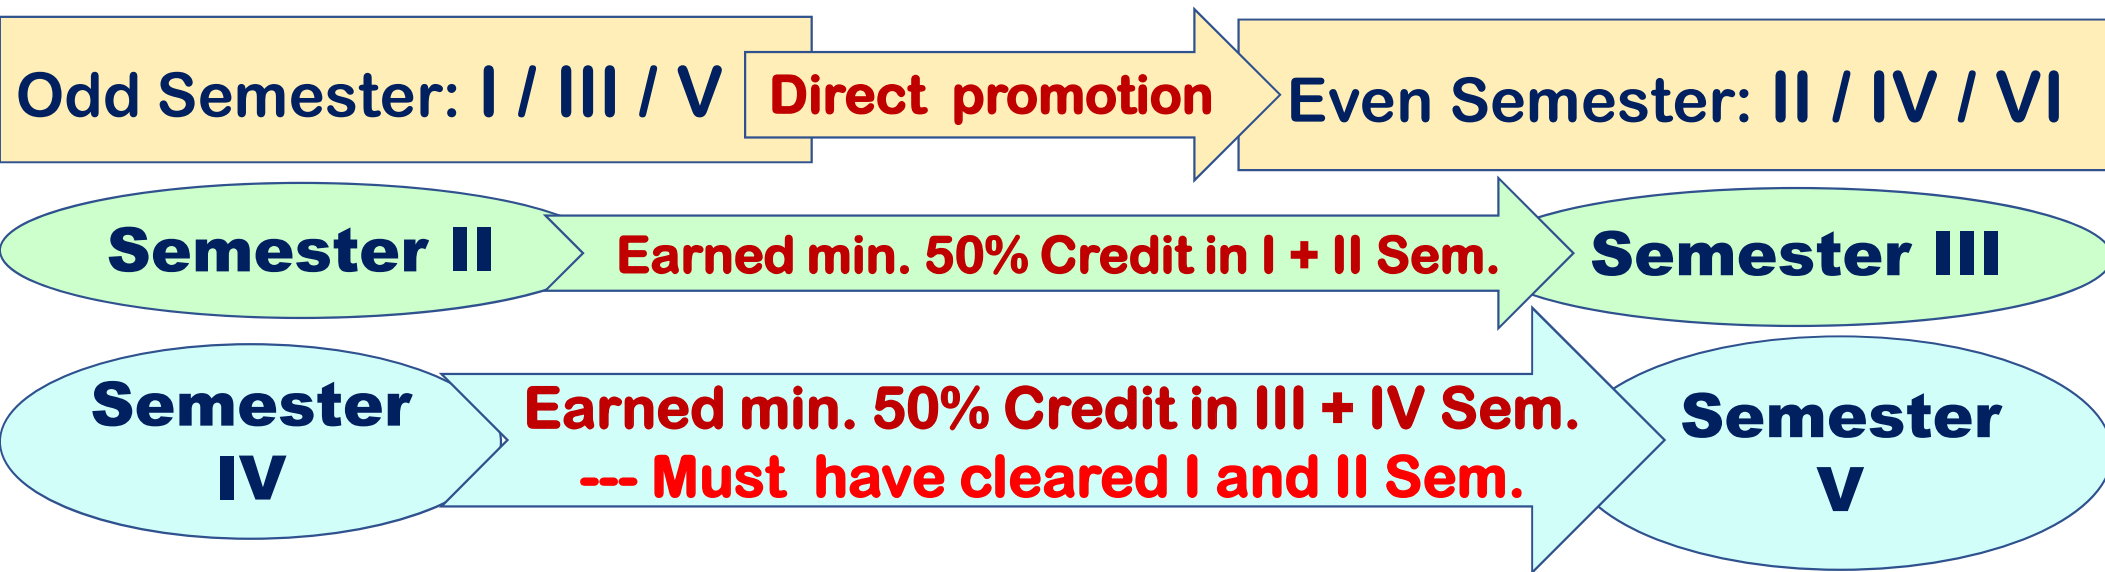 Odd Semester: I / III / V
Direct promotion
Even Semester: II / IV / VI
Semester II
Earned min. 50% Credit in I + II Sem.
Semester III
Semester
IV
Earned min. 50% Credit in III + IV Sem.
--- Must have cleared I and II Sem.
Semester
V